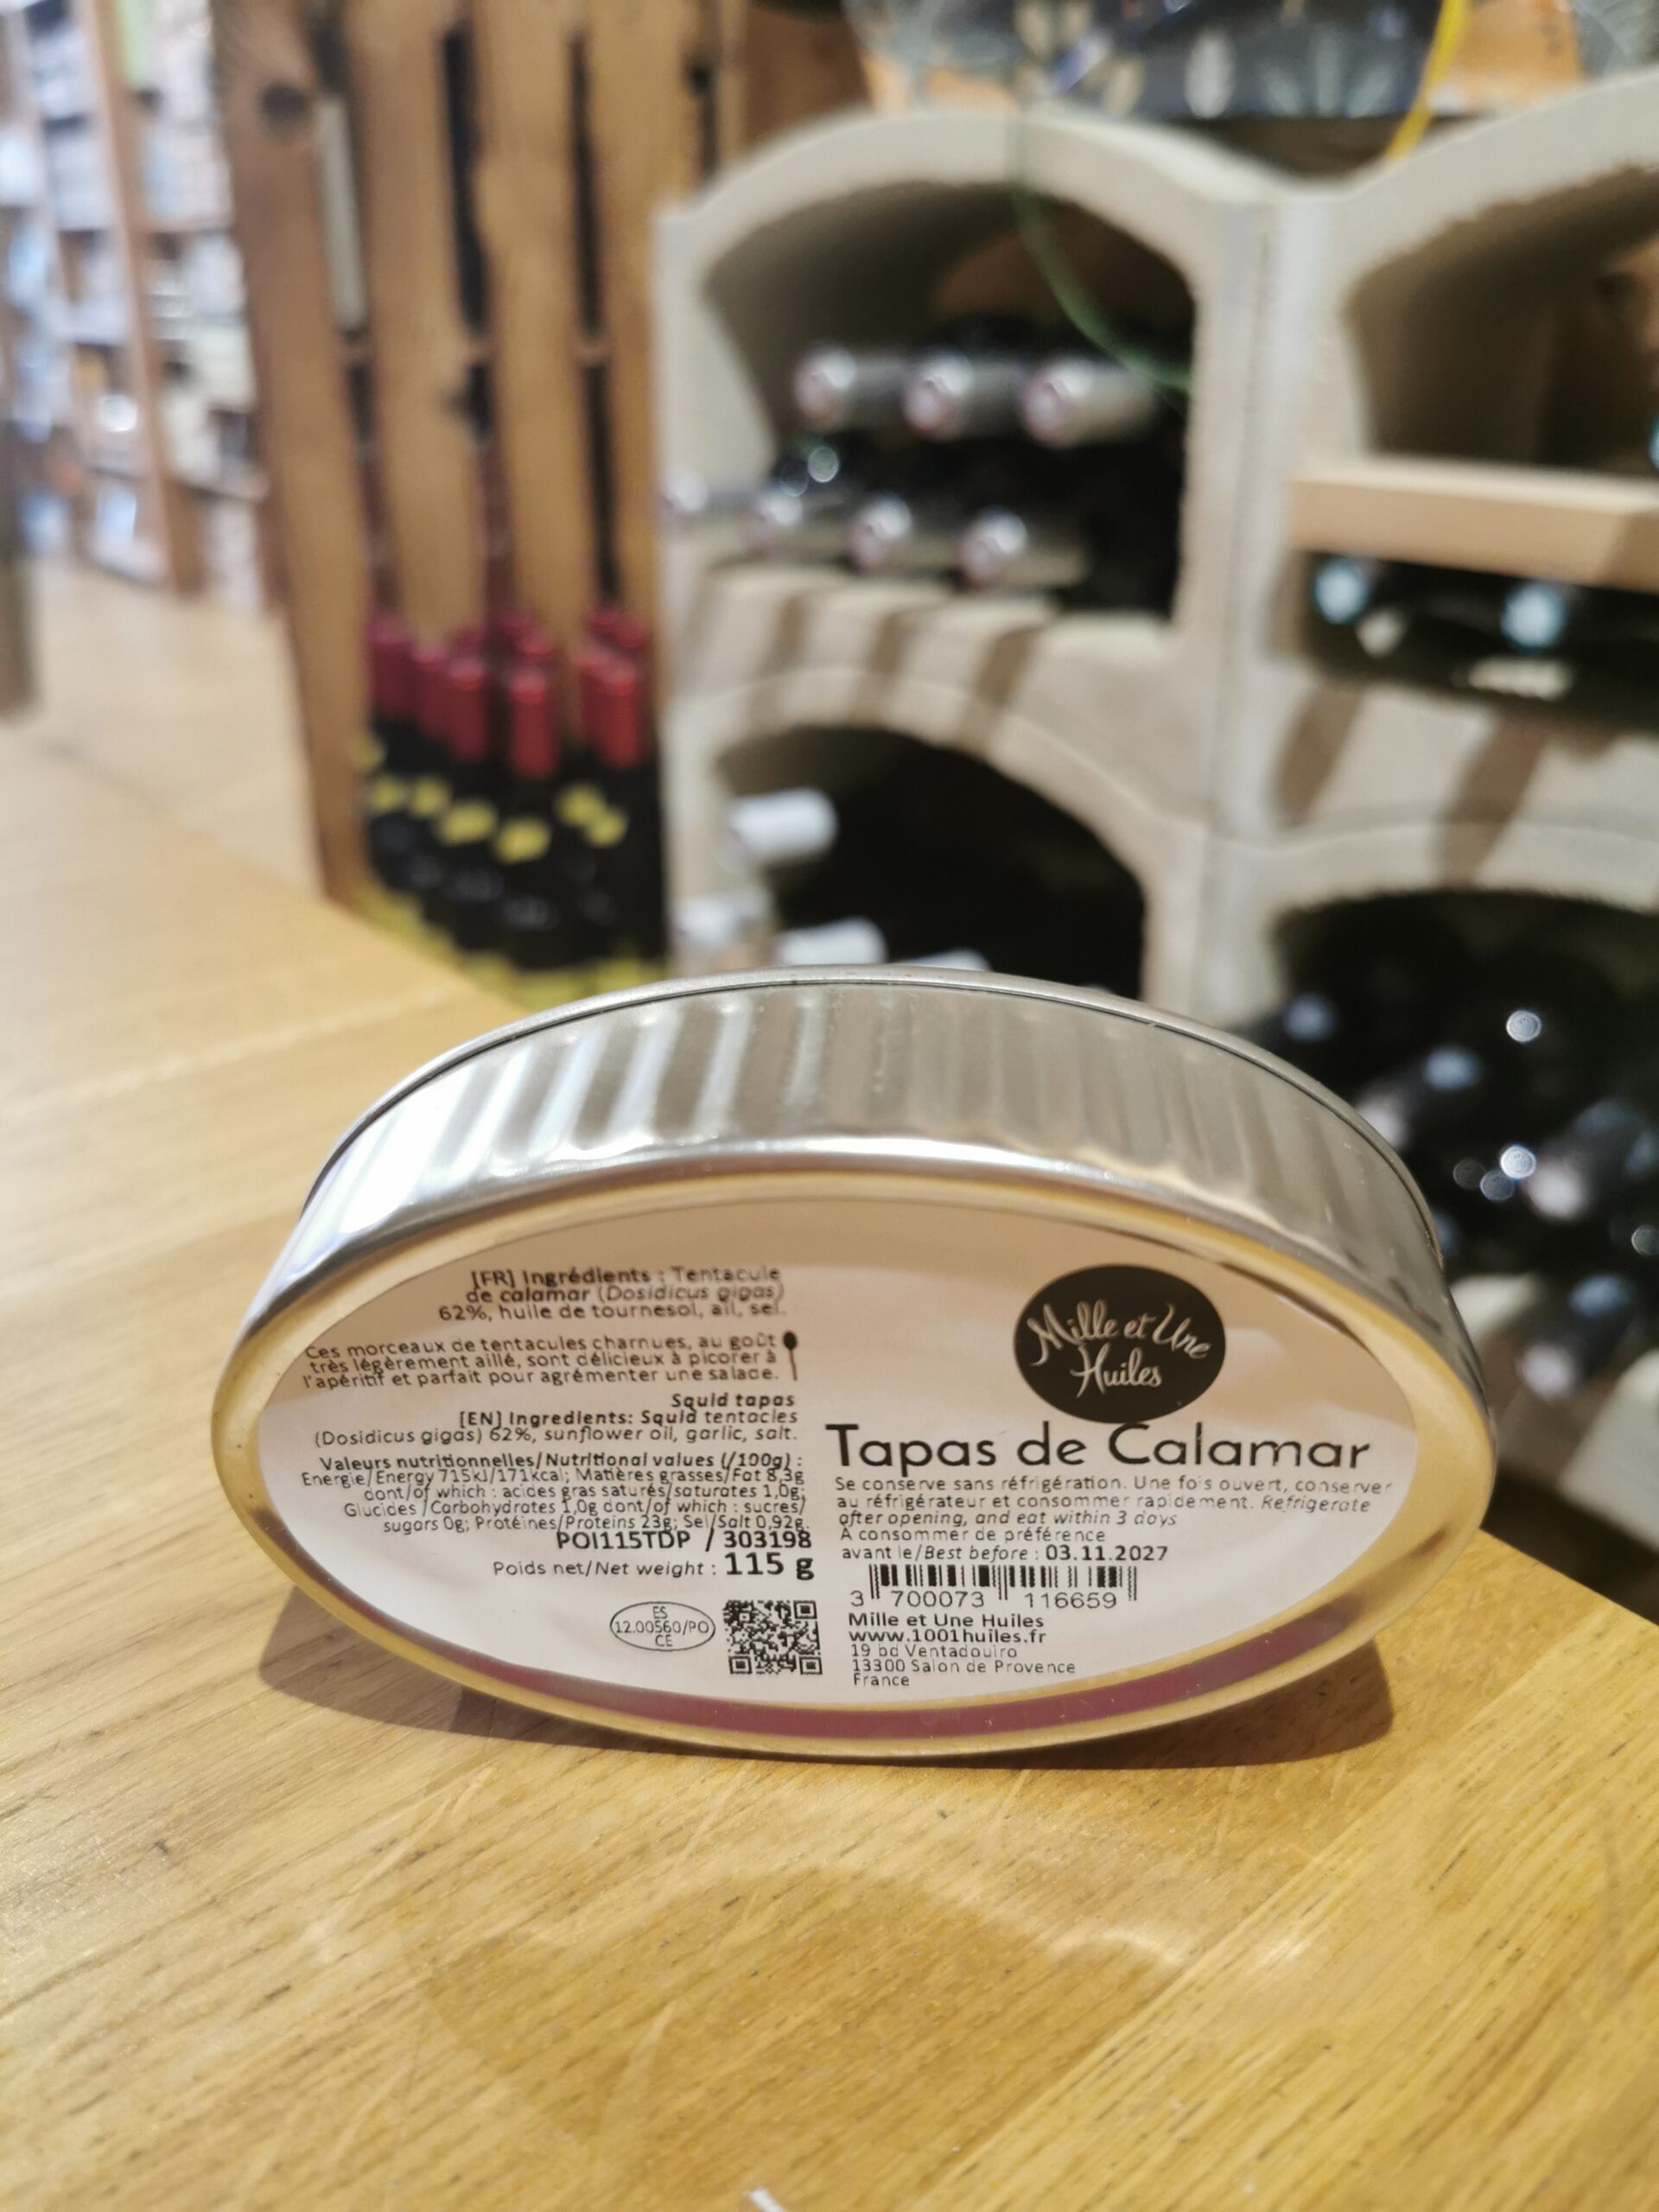 [FR] Ingrédients : Tentacule
de calamar (Dosidicus gigas)
62%, huile de tournesol, ail, sel.
Ces morceaux de tentacules charnues, au goût
très légèrement aillé, sont délicieux à picorer à
l'apéritif et parfait pour agrémenter une salade.
Squid tapas
[EN] Ingredients: Squid tentacles
(Dosidicus gigas) 62%, sunflower oil, garlic, salt.
Valeurs nutritionnelles/Nutritional values (/100g) :
Energie/Energy 715kJ/171kcal; Matières grasses/Fat 8,3g
dont/of which : acides gras saturés/saturates 1,0g;
Glucides /Carbohydrates 1,0g dont/of which : sucres/
sugars 0g; Protéines/Proteins 23g; Sel/Salt 0,92g.
POI115TDP / 303198
Poids net/Net weight : 115 g
ES
12.00560/PO
CE
Mille et Une
Huiles
Tapas de Calamar
Se conserve sans réfrigération. Une fois ouvert, conserver
au réfrigérateur et consommer rapidement. Refrigerate
after opening, and eat within 3 days
A consommer de préférence
avant le/Best before : 03.11.2027
3 700073 116659
Mille et Une Huiles
www.1001huiles.fr
19 bd Ventadouiro
13300 Salon de Provence
France